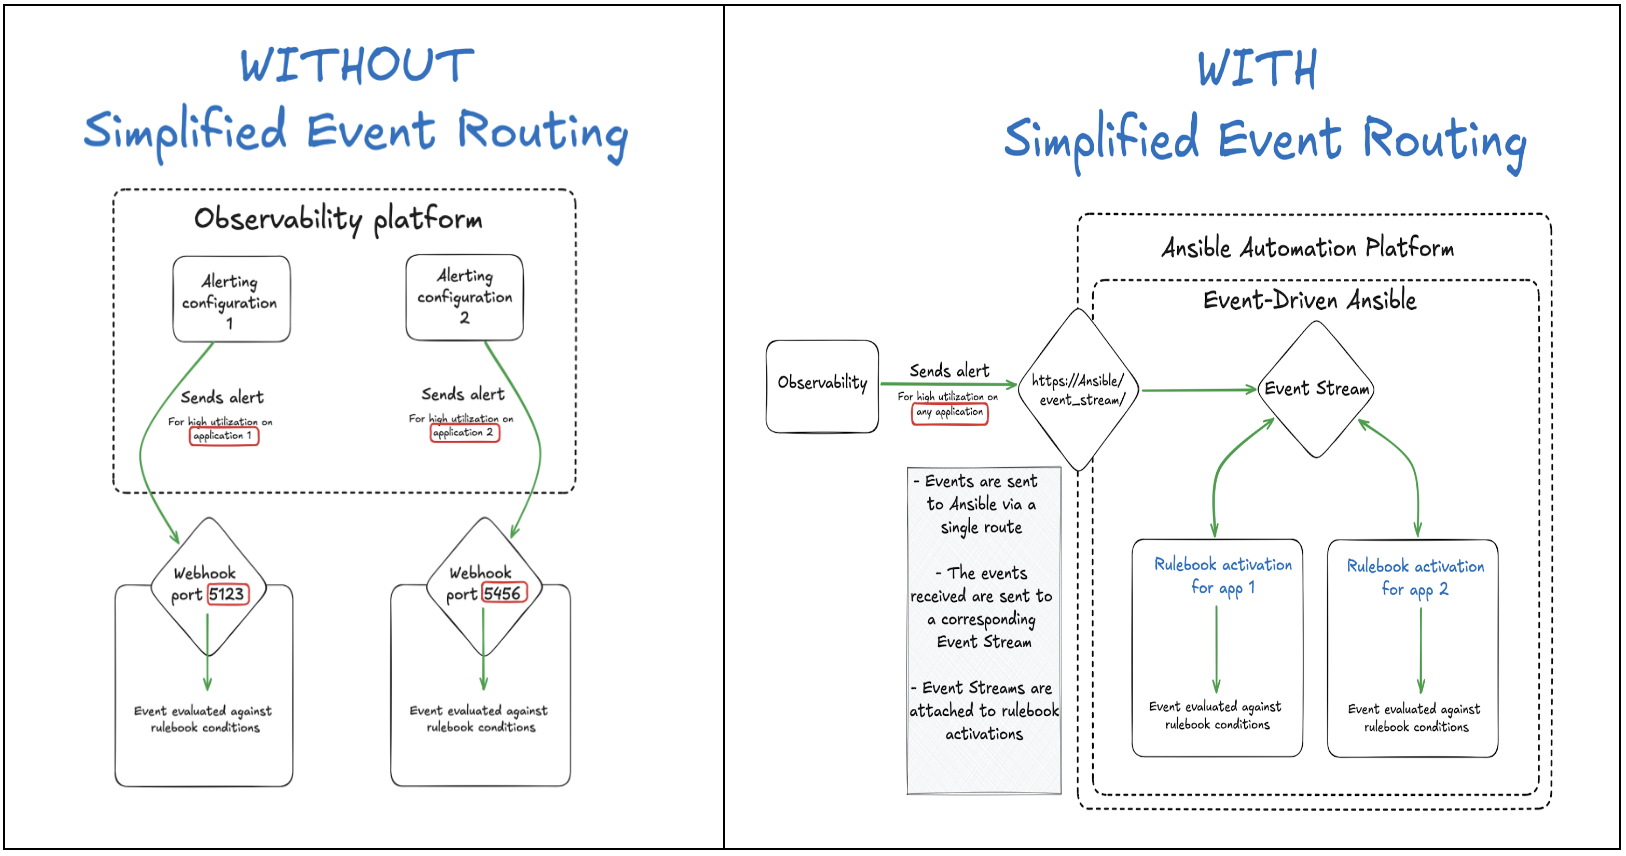 WITHOUT
Simplified Event Routing
Observability platform
Alerting
configuration
1
Alerting
configuration
2
Sends alert
For high utilization on
application 1
Sends alert
For high utilization on
application 2
Webhook
port 5123
Webhook
port 5456
Event evaluated against
rulebook conditions
Event evaluated against
rulebook conditions
WITH
Simplified Event Routing
Ansible Automation Platform
Event-Driven Ansible
Observability
Sends alert
For high utilization on
any application
https://Ansible/
event_stream/
Event Stream
- Events are sent
to Ansible via a
single route
- The events
received are sent to
a corresponding
Event Stream
- Event Streams are
attached to rulebook
activations
Rulebook activation
for app 1
Event evaluated against
rulebook conditions
Rulebook activation
for app 2
Event evaluated against
rulebook conditions